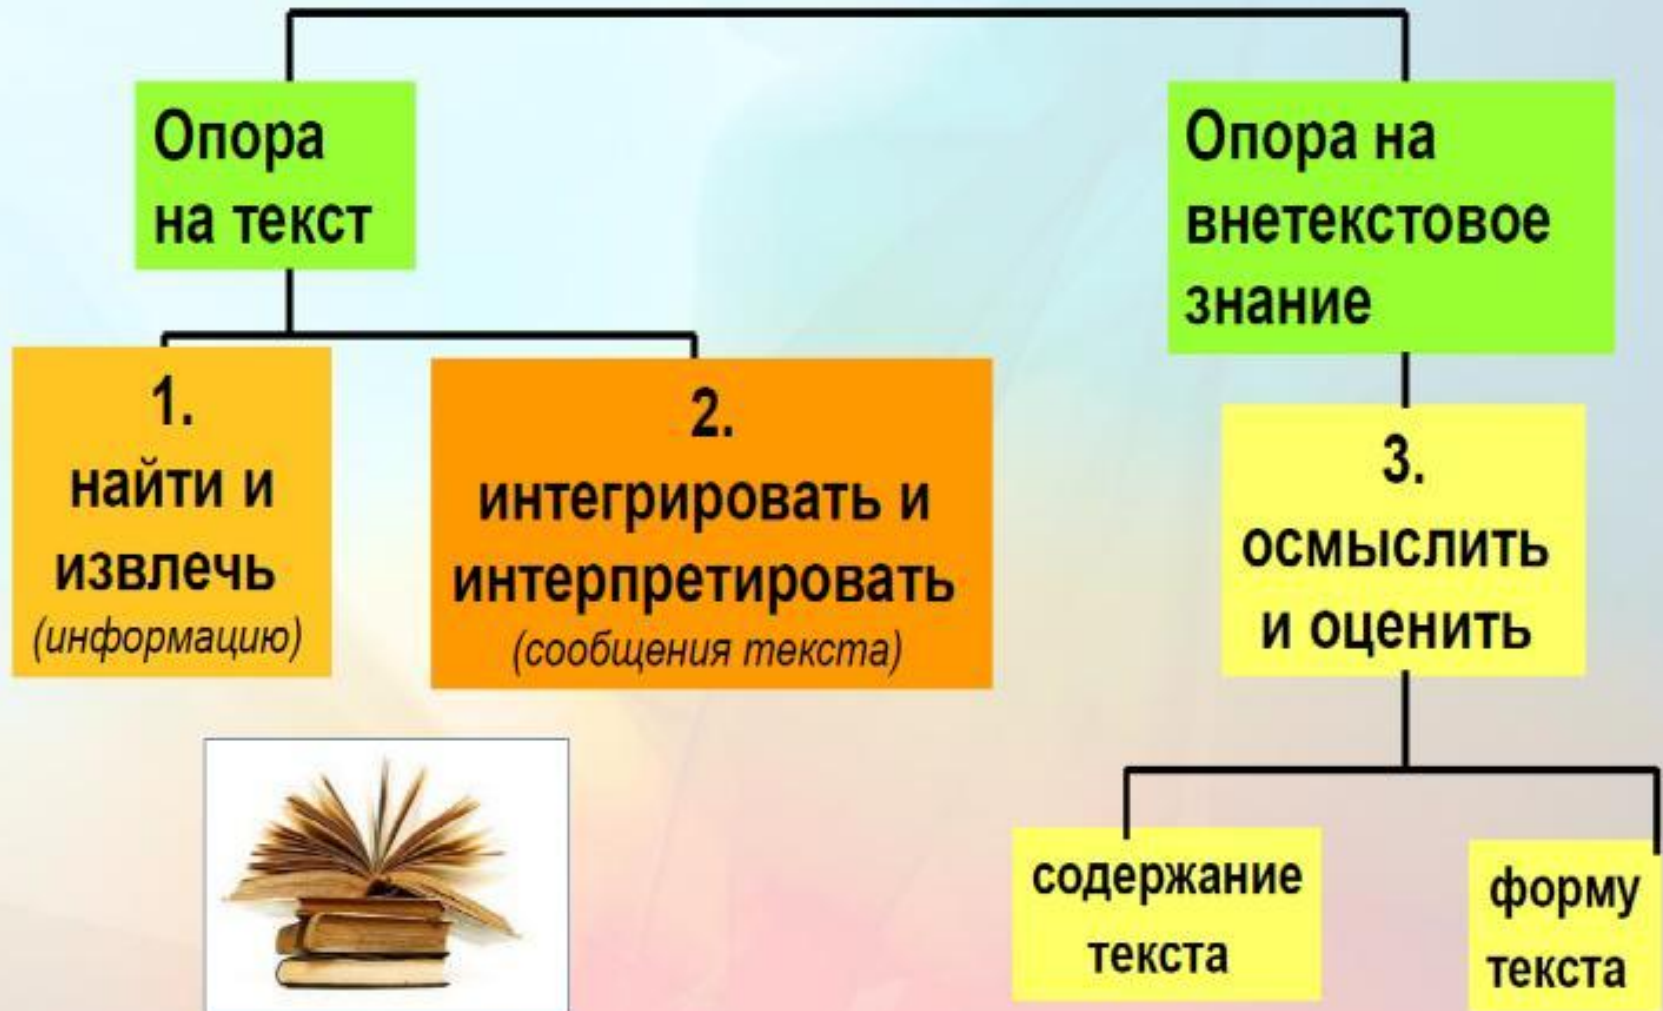 Опора
на текст
Опора на
внетекстовое
знание
1.
найти и
извлечь
(информацию)
2.
интегрировать и
интерпретировать
(сообщения текста)
3.
осмыслить
и оценить
содержание
текста
форму
текста